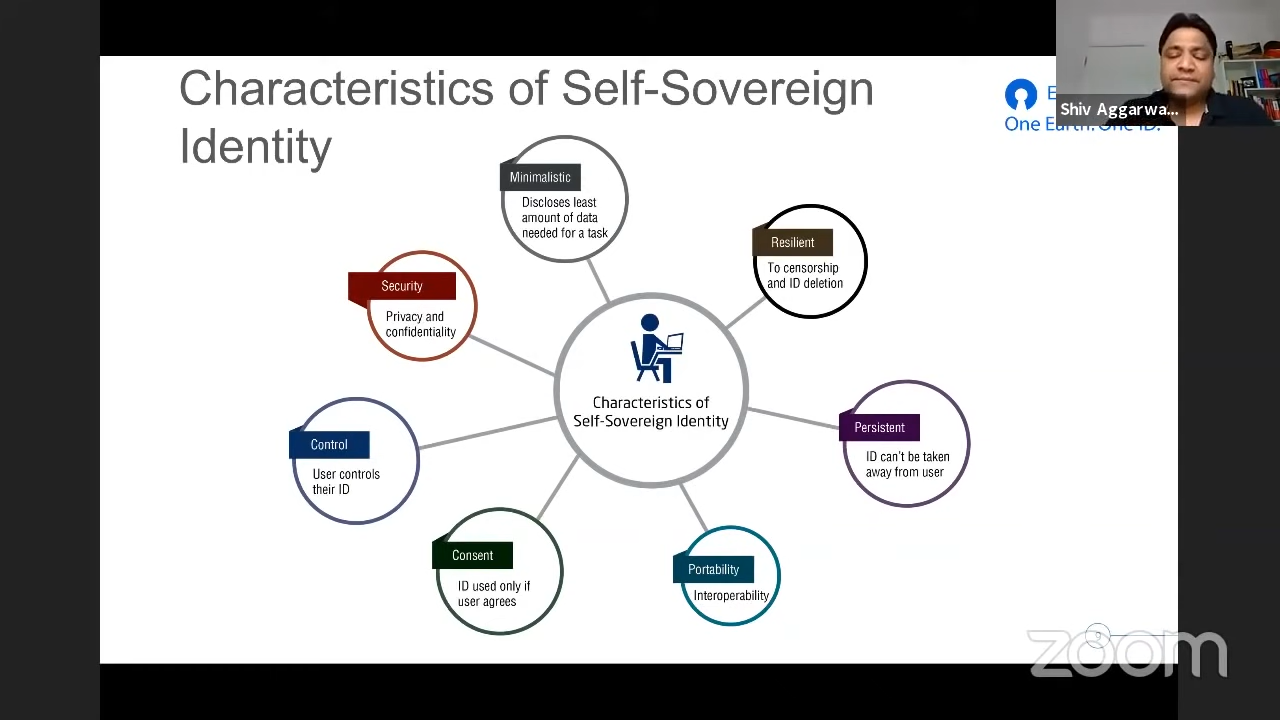 Characteristics of Self-Sovereign
Identity
E
One Earth. One ID.
Shiv Aggarwa...
Minimalistic
Discloses least
amount of data
needed for a task
Resilient
To censorship
and ID deletion
Security
Privacy and
confidentiality
Characteristics of
Self-Sovereign Identity
Persistent
ID can't be taken
away from user
Control
User controls
their ID
Consent
ID used only if
user agrees
Portability
Interoperability
9
zoom